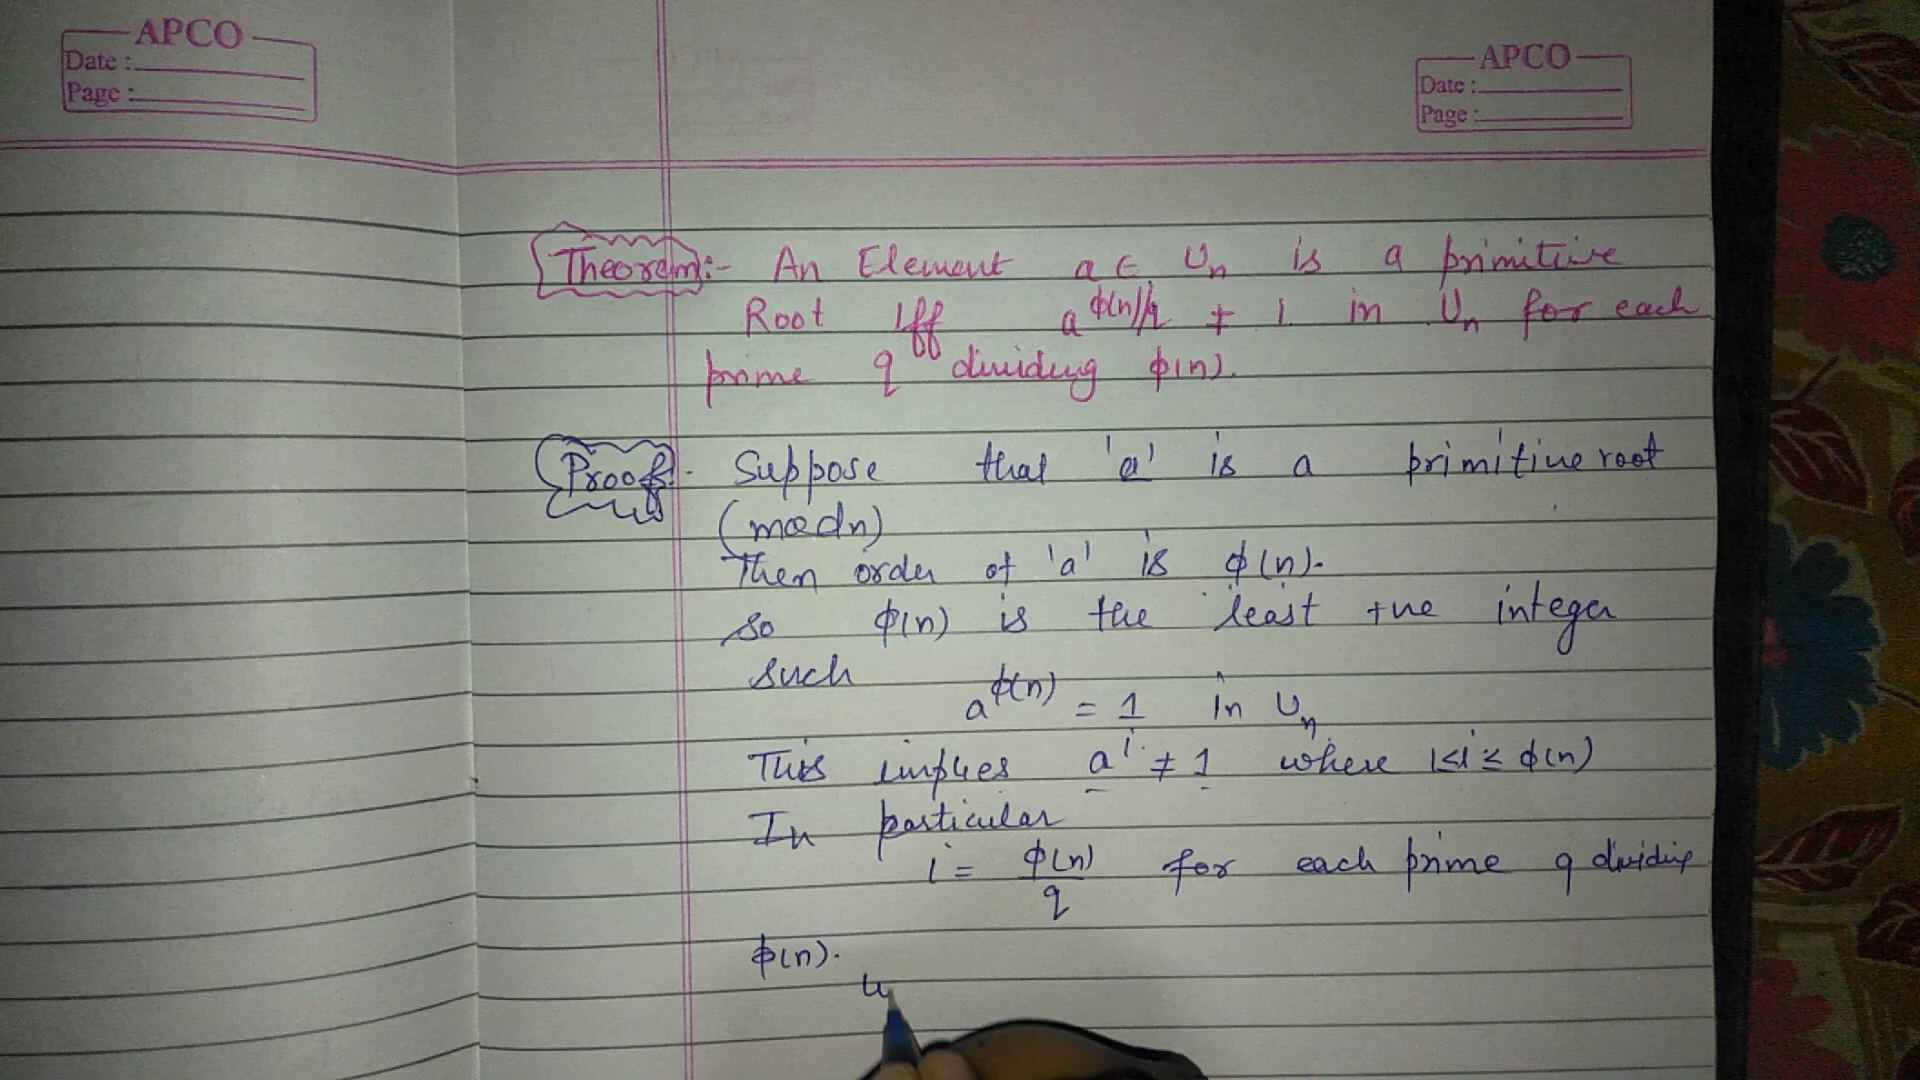 APCO
Date :
Page :
APCO
Date :
Page :
Theorem:- An Element a ∈ Un is a primitive
Root iff a^ϕ(n)/q ≠ 1 in Un for each
prime q dividing ϕ(n).
Proof:- Suppose that 'a' is a primitive root
(mod n)
Then order of 'a' is ϕ(n).
so ϕ(n) is the least +ve integer
such
a^ϕ(n) = 1 in Un
This implies a^i ≠ 1 where 1≤i≤ ϕ(n)
In particular
i = ϕ(n)/q for each prime q dividing
ϕ(n).